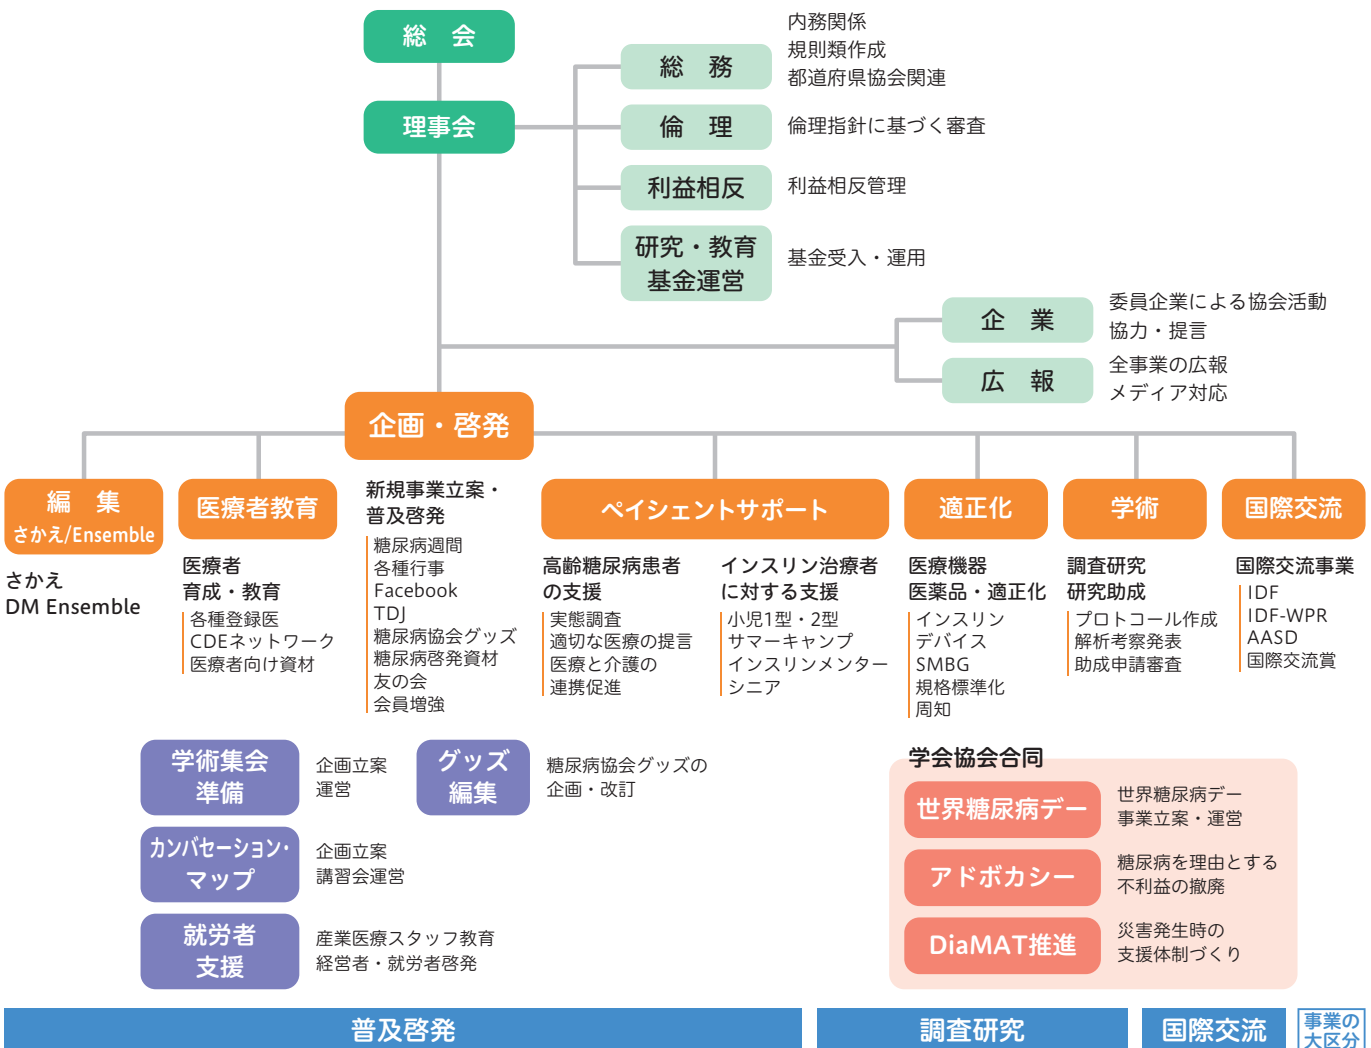 総　会
理事会
総　務
内務関係
規則類作成
都道府県協会関連
倫　理
倫理指針に基づく審査
利益相反
利益相反管理
研究・教育
基金運営
基金受入・運用
企　業
委員企業による協会活動
協力・提言
広　報
全事業の広報
メディア対応
企画・啓発
編　集
さかえ/Ensemble
さかえ
DM Ensemble
医療者教育
医療者
育成・教育
各種登録医
CDEネットワーク
医療者向け資材
新規事業立案・
普及啓発
糖尿病週間
各種行事
Facebook
TDJ
糖尿病協会グッズ
糖尿病啓発資材
友の会
会員増強
ペイシェントサポート
高齢糖尿病患者
の支援
実態調査
適切な医療の提言
医療と介護の
連携促進
インスリン治療者
に対する支援
小児1型・2型
サマーキャンプ
インスリンメンター
シニア
適正化
医療機器
医薬品・適正化
インスリン
デバイス
SMBG
規格標準化
周知
学術
調査研究
研究助成
プロトコール作成
解析考察発表
助成申請審査
国際交流
国際交流事業
IDF
IDF-WPR
AASD
国際交流賞
学術集会
準備
企画立案
運営
グッズ
編集
糖尿病協会グッズの
企画・改訂
カンバセーション・
マップ
企画立案
講習会運営
就労者
支援
産業医療スタッフ教育
経営者・就労者啓発
学会協会合同
世界糖尿病デー
世界糖尿病デー
事業立案・運営
アドボカシー
糖尿病を理由とする
不利益の撤廃
DiaMAT推進
災害発生時の
支援体制づくり
普及啓発
調査研究
国際交流
事業の
大区分